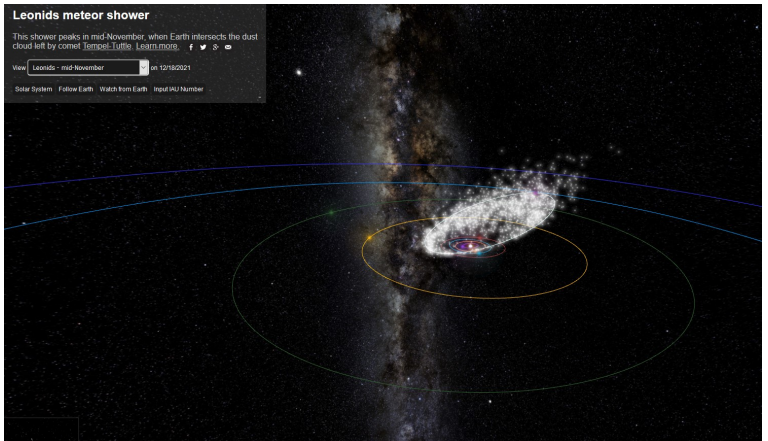 Leonids meteor shower
This shower peaks in mid-November, when Earth intersects the dust
cloud left by comet Tempel-Tuttle. Learn more.
View Leonids - mid-November on 12/18/2021
Solar System Follow Earth Watch from Earth Input IAU Number